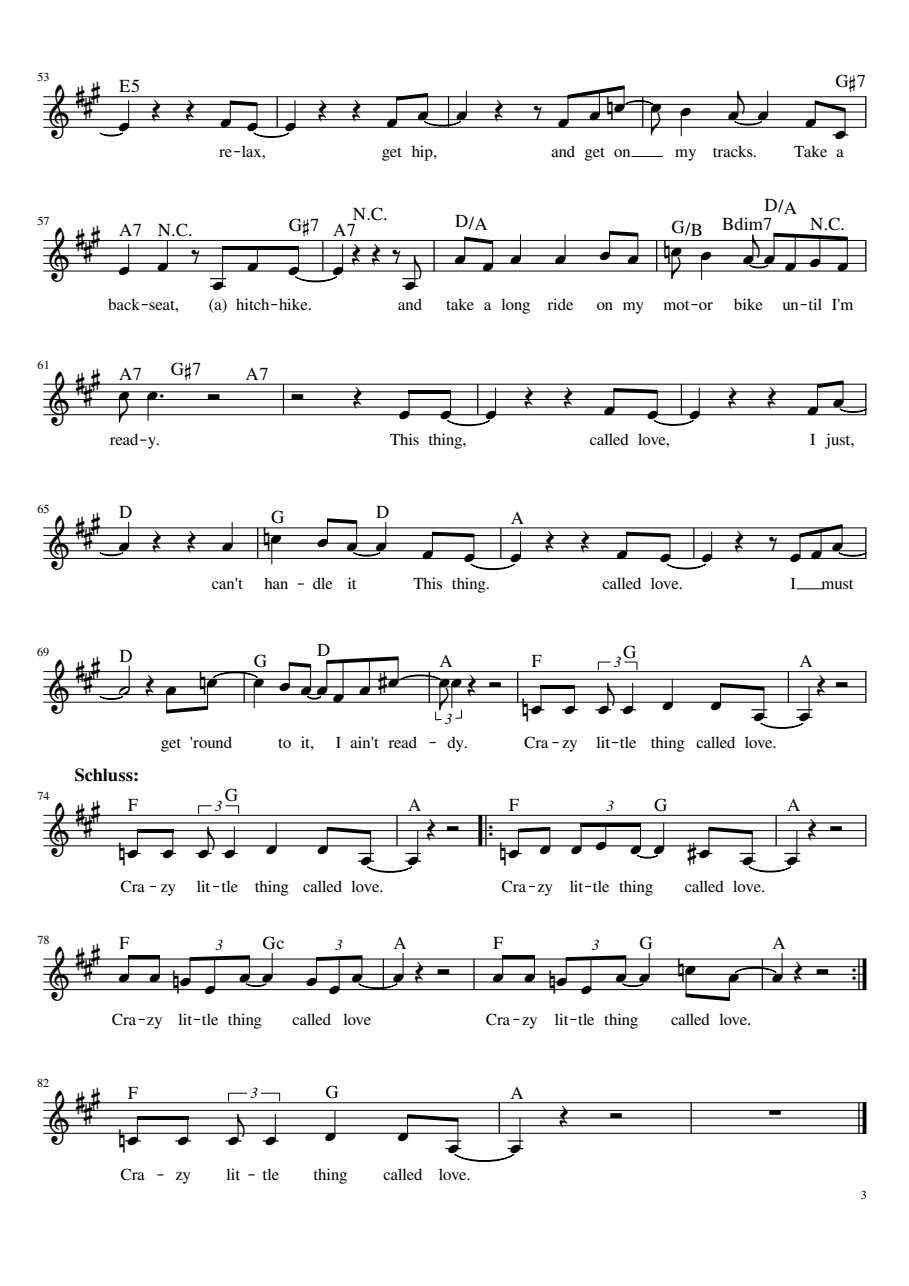 53
E5 G♯7
re-lax, get hip, and get on___ my tracks. Take a
57
A7 N.C. G♯7 A7 N.C. D/A G/B Bdim7 D/A N.C.
back-seat, (a) hitch-hike. and take a long ride on my mot-or bike un-til I'm
61
A7 G♯7 A7
read-y. This thing, called love, I just,
65
D G D A
can't han - dle it This thing. called love. I___must
69
D G D A F G A
3 3
get 'round to it, I ain't read - dy. Cra-zy lit-tle thing called love.
Schluss:
74
F 3 G A F 3 G A
Cra-zy lit-tle thing called love. Cra-zy lit-tle thing called love.
78
F 3 Gc 3 A F 3 G A
Cra-zy lit-tle thing called love Cra-zy lit-tle thing called love.
82
F 3 G A
Cra - zy lit - tle thing called love.
3